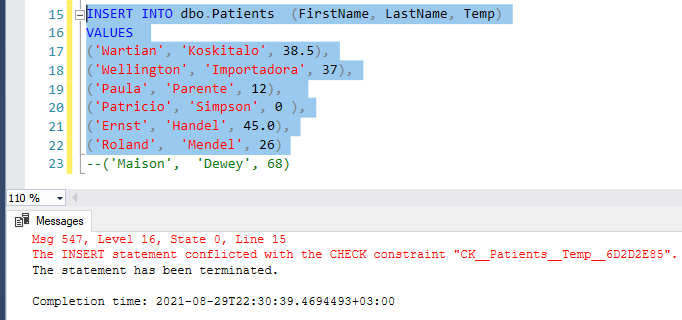 15 INSERT INTO dbo.Patients (FirstName, LastName, Temp)
16 VALUES
17 ('Wartian', 'Koskitalo', 38.5),
18 ('Wellington', 'Importadora', 37),
19 ('Paula', 'Parente', 12),
20 ('Patricio', 'Simpson', 0 ),
21 ('Ernst', 'Handel', 45.0),
22 ('Roland', 'Mendel', 26)
23 --('Maison', 'Dewey', 68)
110 %
Messages
Msg 547, Level 16, State 0, Line 15
The INSERT statement conflicted with the CHECK constraint "CK__Patients__Temp__6D2D2E85".
The statement has been terminated.
Completion time: 2021-08-29T22:30:39.4694493+03:00